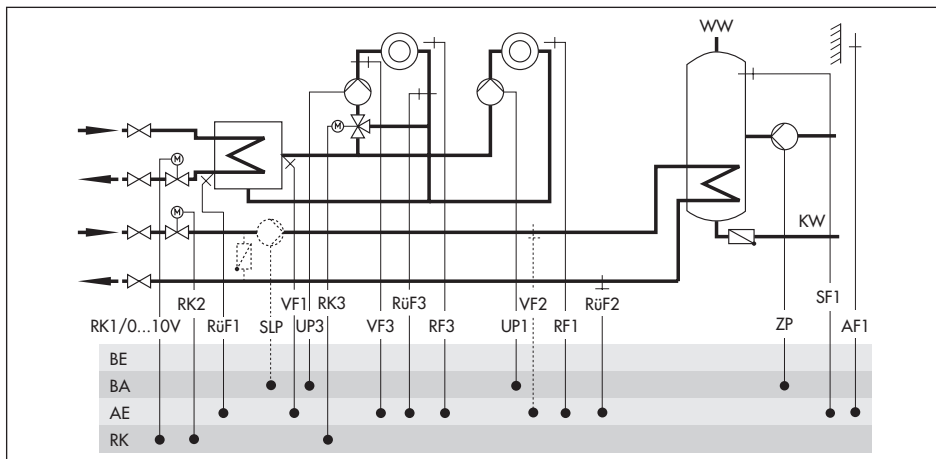 WW
M
M
M
KW
RK2
VF1
RK3
RüF3
VF2
RüF2
SF1
RK1/0...10V
RüF1
SLP
UP3
VF3
RF3
UP1
RF1
ZP
AF1
BE
BA
AE
RK